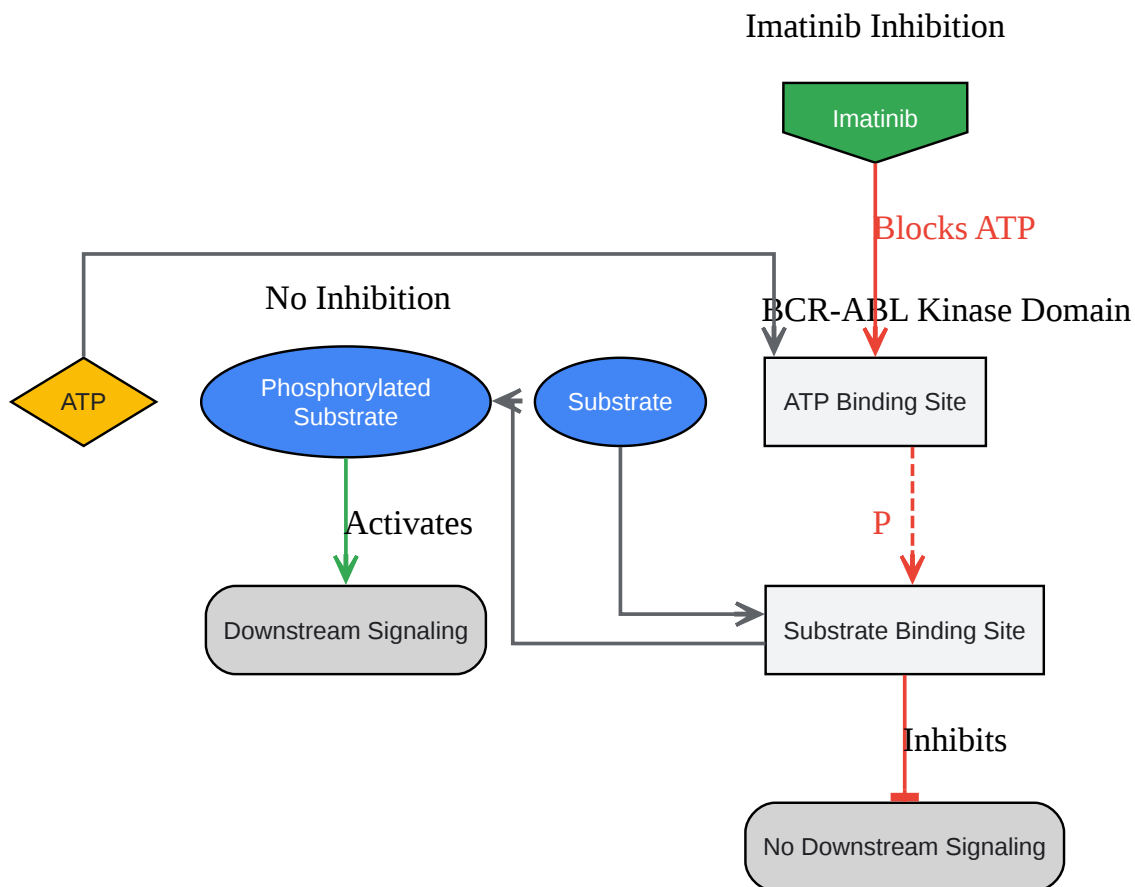 Imatinib Inhibition
Imatinib
Blocks ATP
No Inhibition
BCR-ABL Kinase Domain
ATP
Phosphorylated
Substrate
Substrate
ATP Binding Site
Activates
P
Downstream Signaling
Substrate Binding Site
Inhibits
No Downstream Signaling